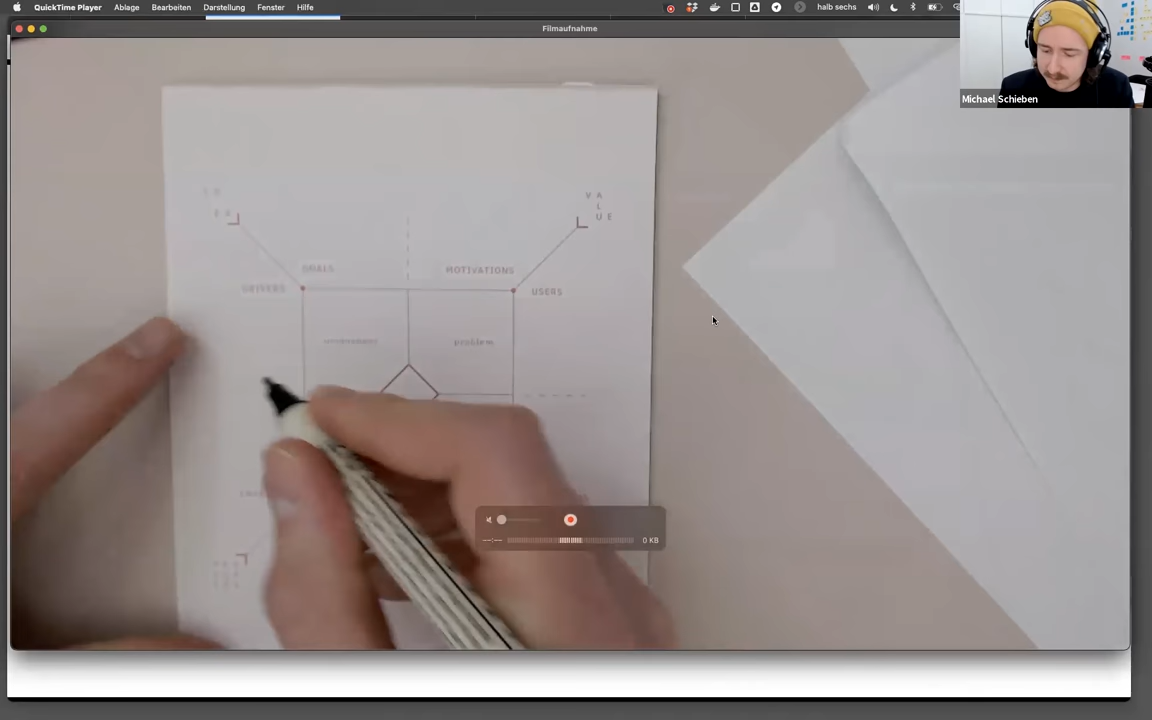 QuickTime Player Ablage Bearbeiten Darstellung Fenster Hilfe halb sechs
Filmaufnahme
Michael Schieben
V A
L
U E
GOALS MOTIVATIONS
DRIVERS USERS
problem
--:-- 0 KB